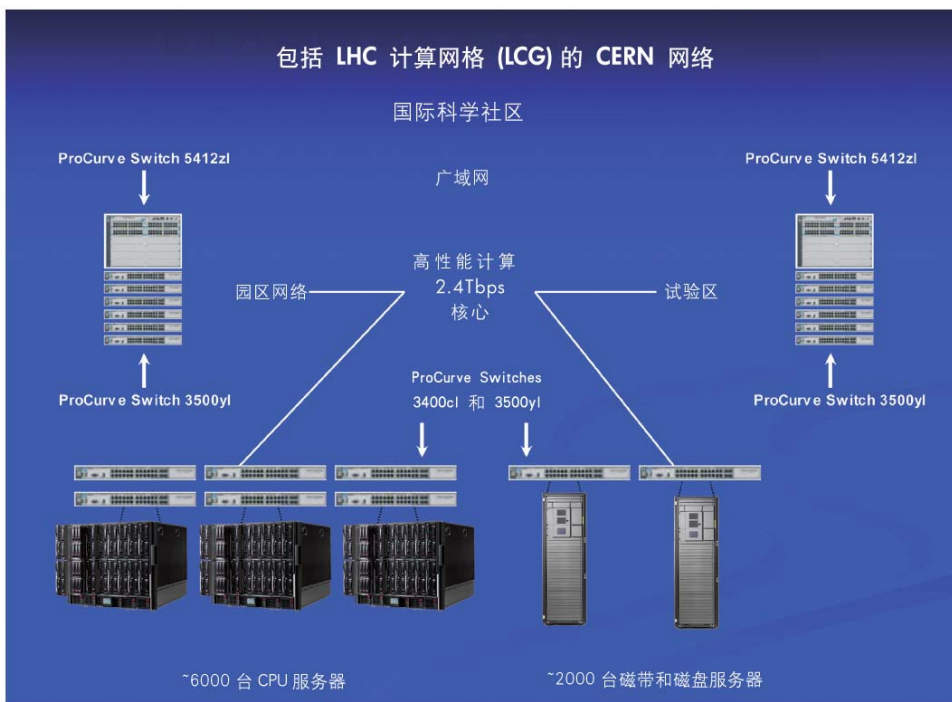 包括 LHC 计算网格 (LCG) 的 CERN 网络
国际科学社区
ProCurve Switch 5412zl
ProCurve Switch 5412zl
广域网
高性能计算
2.4Tbps
核心
园区网络
试验区
ProCurve Switches
3400cl 和 3500yl
ProCurve Switch 3500yl
ProCurve Switch 3500yl
~6000 台 CPU 服务器
~2000 台磁带和磁盘服务器